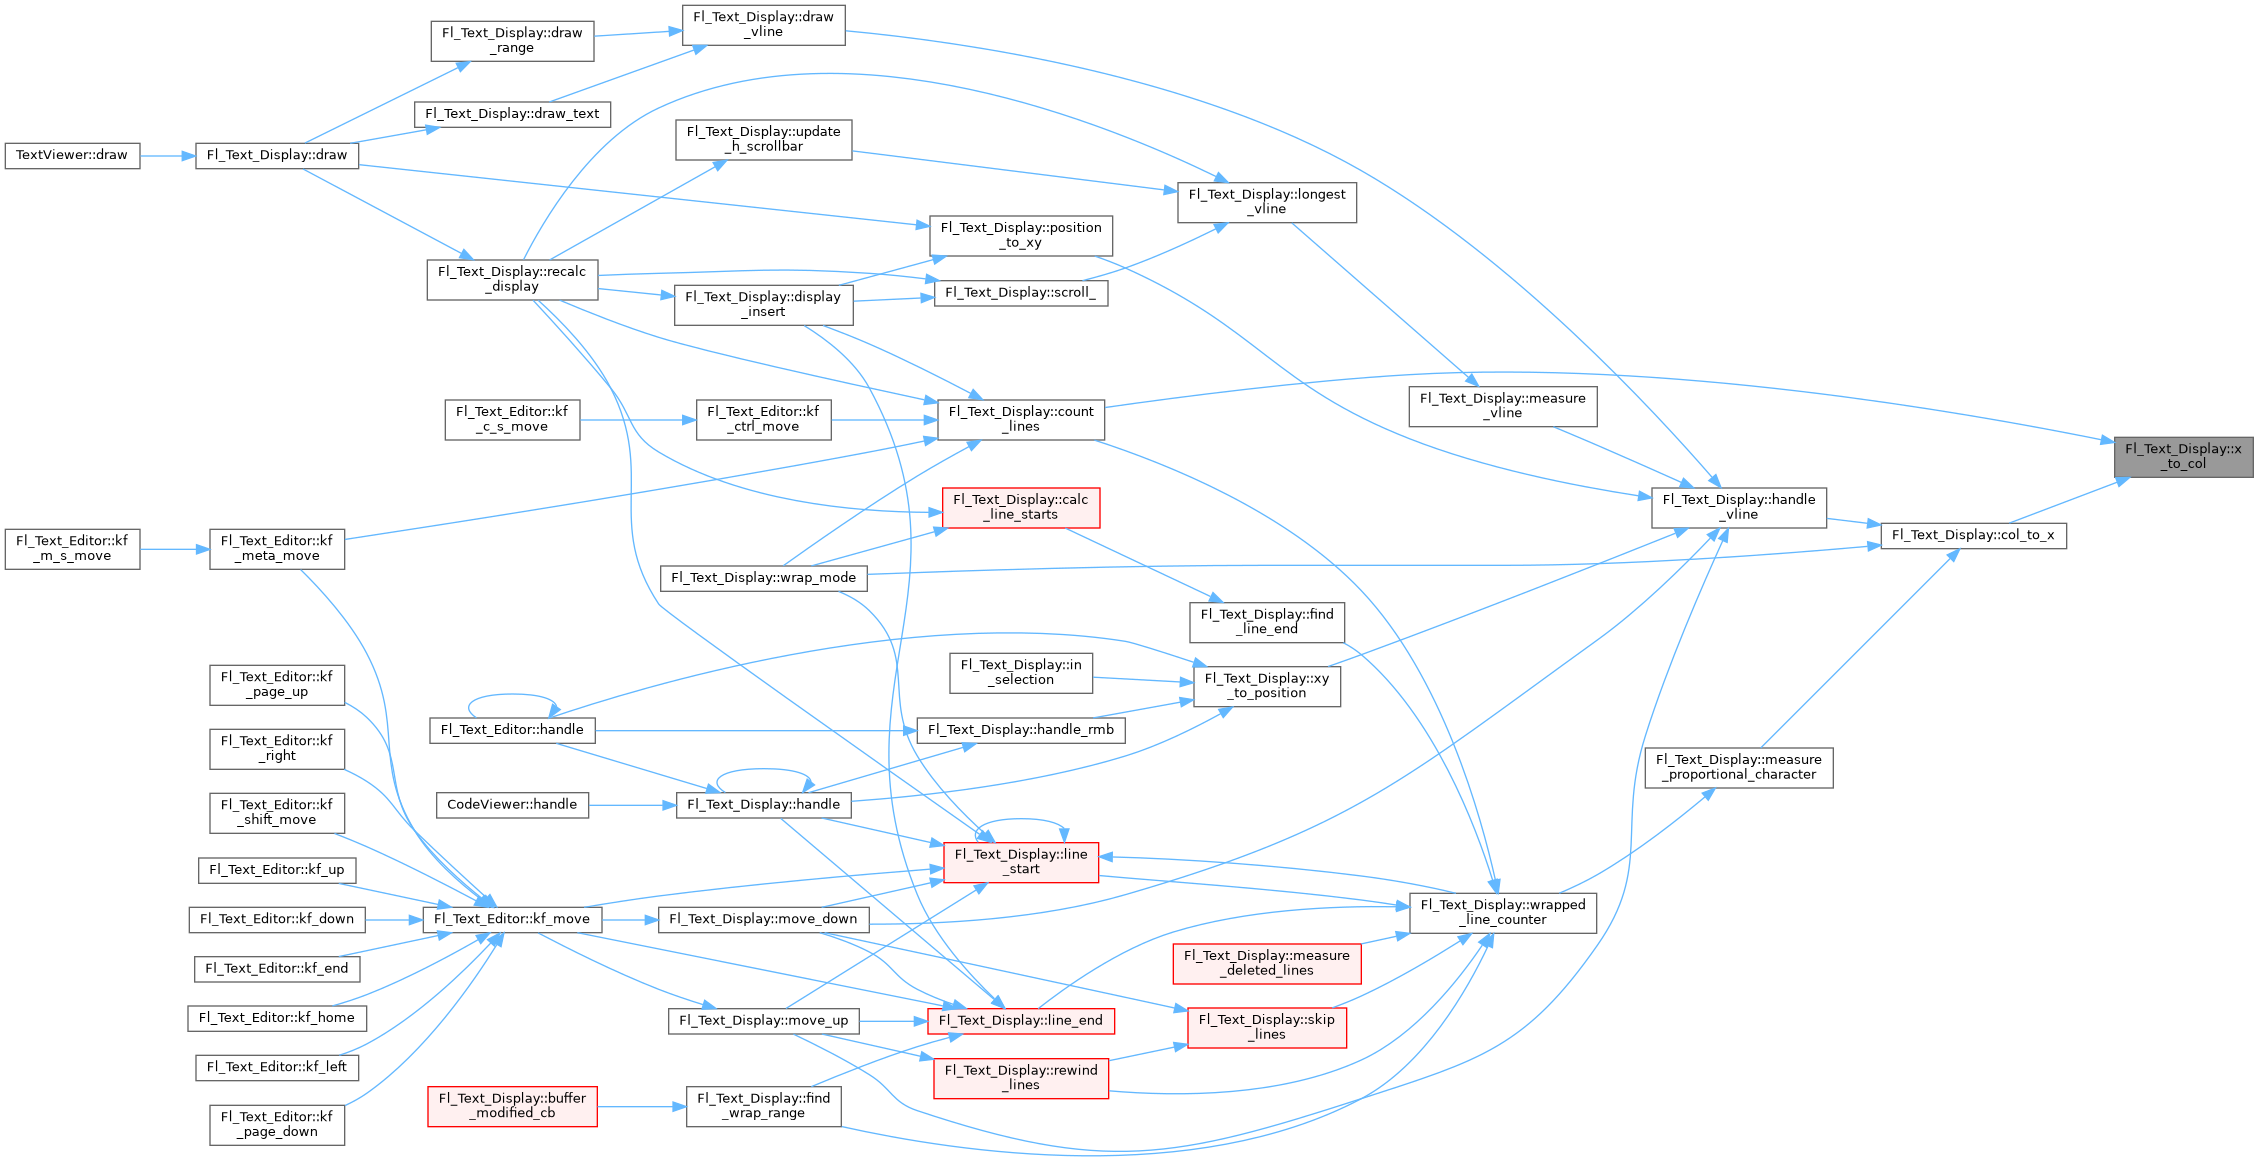 Fl_Text_Display::draw
_vline
Fl_Text_Display::draw
_range
Fl_Text_Display::draw_text
TextViewer::draw
Fl_Text_Display::draw
Fl_Text_Display::update
_h_scrollbar
Fl_Text_Display::longest
_vline
Fl_Text_Display::position
_to_xy
Fl_Text_Display::recalc
_display
Fl_Text_Display::display
_insert
Fl_Text_Display::scroll_
Fl_Text_Editor::kf
_c_s_move
Fl_Text_Editor::kf
_ctrl_move
Fl_Text_Display::count
_lines
Fl_Text_Display::measure
_vline
Fl_Text_Display::x
_to_col
Fl_Text_Display::calc
_line_starts
Fl_Text_Display::handle
_vline
Fl_Text_Display::col_to_x
Fl_Text_Editor::kf
_m_s_move
Fl_Text_Editor::kf
_meta_move
Fl_Text_Display::wrap_mode
Fl_Text_Display::find
_line_end
Fl_Text_Editor::kf
_page_up
Fl_Text_Display::in
_selection
Fl_Text_Display::xy
_to_position
Fl_Text_Editor::kf
_right
Fl_Text_Editor::handle
Fl_Text_Display::handle_rmb
Fl_Text_Display::measure
_proportional_character
Fl_Text_Editor::kf
_shift_move
CodeViewer::handle
Fl_Text_Display::handle
Fl_Text_Editor::kf_up
Fl_Text_Display::line
_start
Fl_Text_Editor::kf_down
Fl_Text_Editor::kf_move
Fl_Text_Display::move_down
Fl_Text_Display::wrapped
_line_counter
Fl_Text_Editor::kf_end
Fl_Text_Display::measure
_deleted_lines
Fl_Text_Editor::kf_home
Fl_Text_Display::move_up
Fl_Text_Display::line_end
Fl_Text_Display::skip
_lines
Fl_Text_Editor::kf_left
Fl_Text_Display::rewind
_lines
Fl_Text_Display::buffer
_modified_cb
Fl_Text_Display::find
_wrap_range
Fl_Text_Editor::kf
_page_down